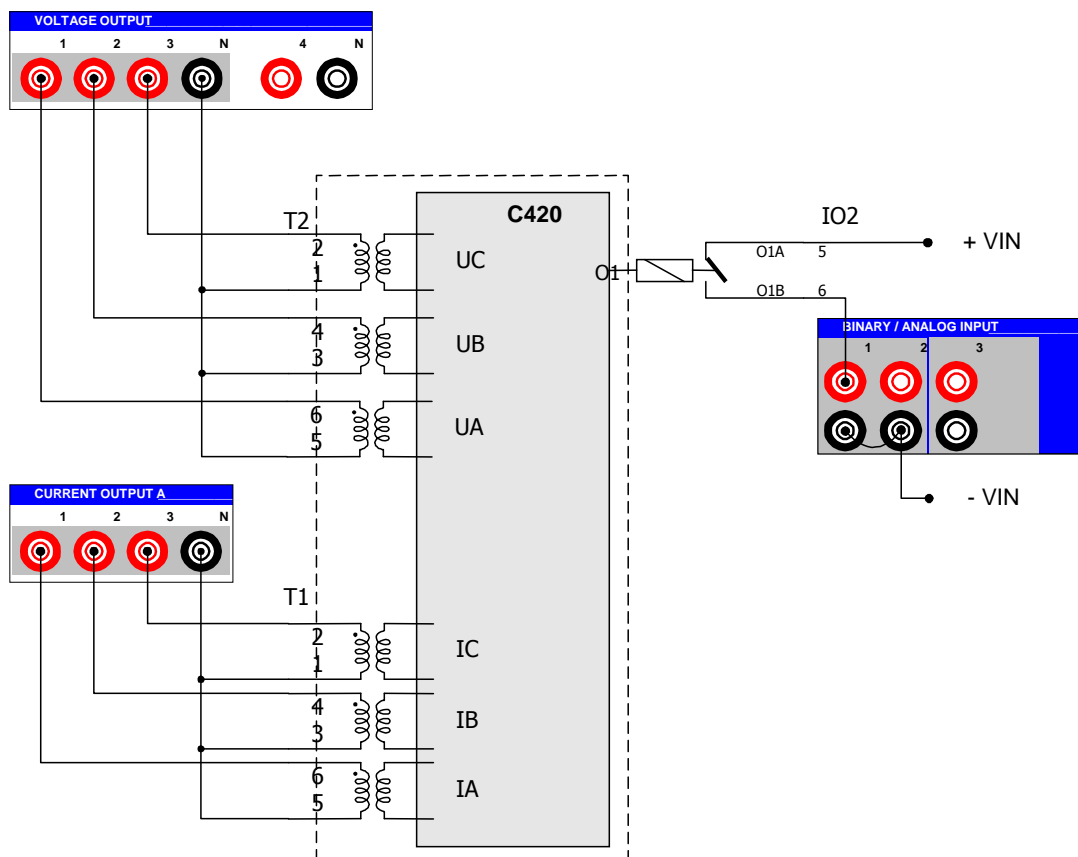 VOLTAGE OUTPUT
1 2 3 N 4 N
T2
C420
2
1
UC
4
3
UB
6
5
UA
O1
IO2
O1A 5
+ VIN
O1B 6
BINARY / ANALOG INPUT
1 2 3
- VIN
CURRENT OUTPUT A
1 2 3 N
T1
2
1
IC
4
3
IB
6
5
IA